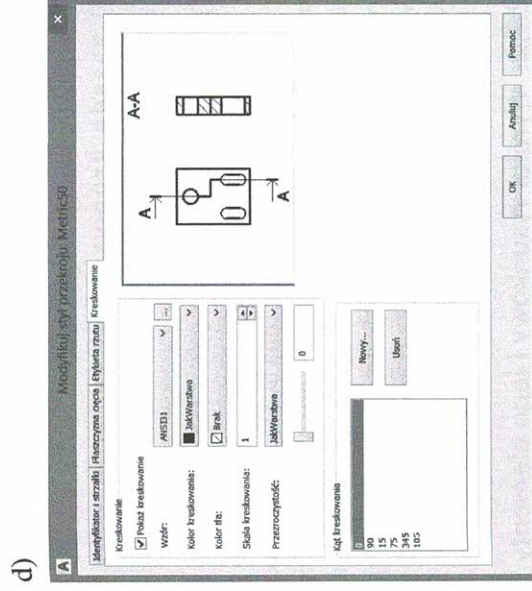 d)
Modyfikuj styl przekroju: Metric50
Identyfikator i strzałki Płaszczyzna cięcia Etykieta rzutu Kreskowanie
Kreskowanie
Pokaż kreskowanie
Wzór: ANSI31 ...
Kolor kreskowania: JakWarstwa
Kolor tła: Brak
Skala kreskowania: 1
Przezroczystość: JakWarstwa
0
Kąt kreskowania
0
90
15
75
345
105
Nowy...
Usuń
A
A
A-A
OK Anuluj Pomoc